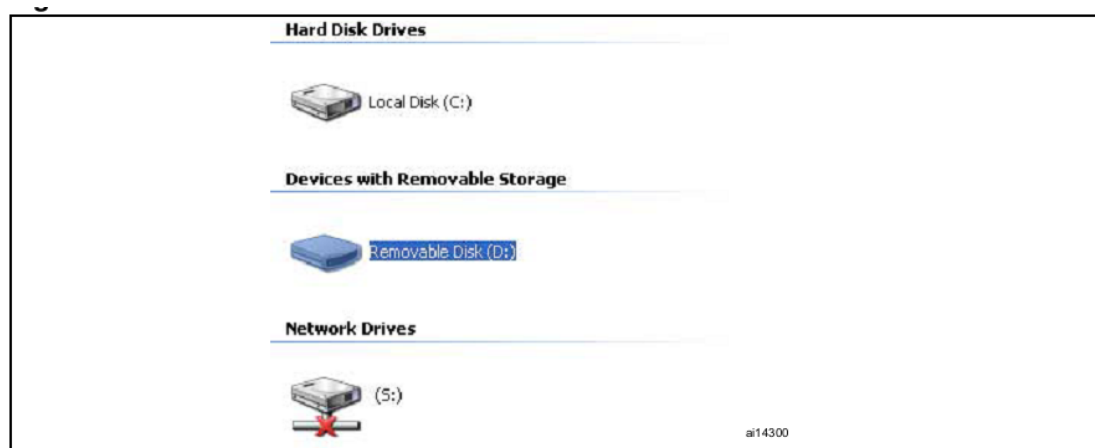 Hard Disk Drives
Local Disk (C:)
Devices with Removable Storage
Removable Disk (D:)
Network Drives
(S:)
ai14300